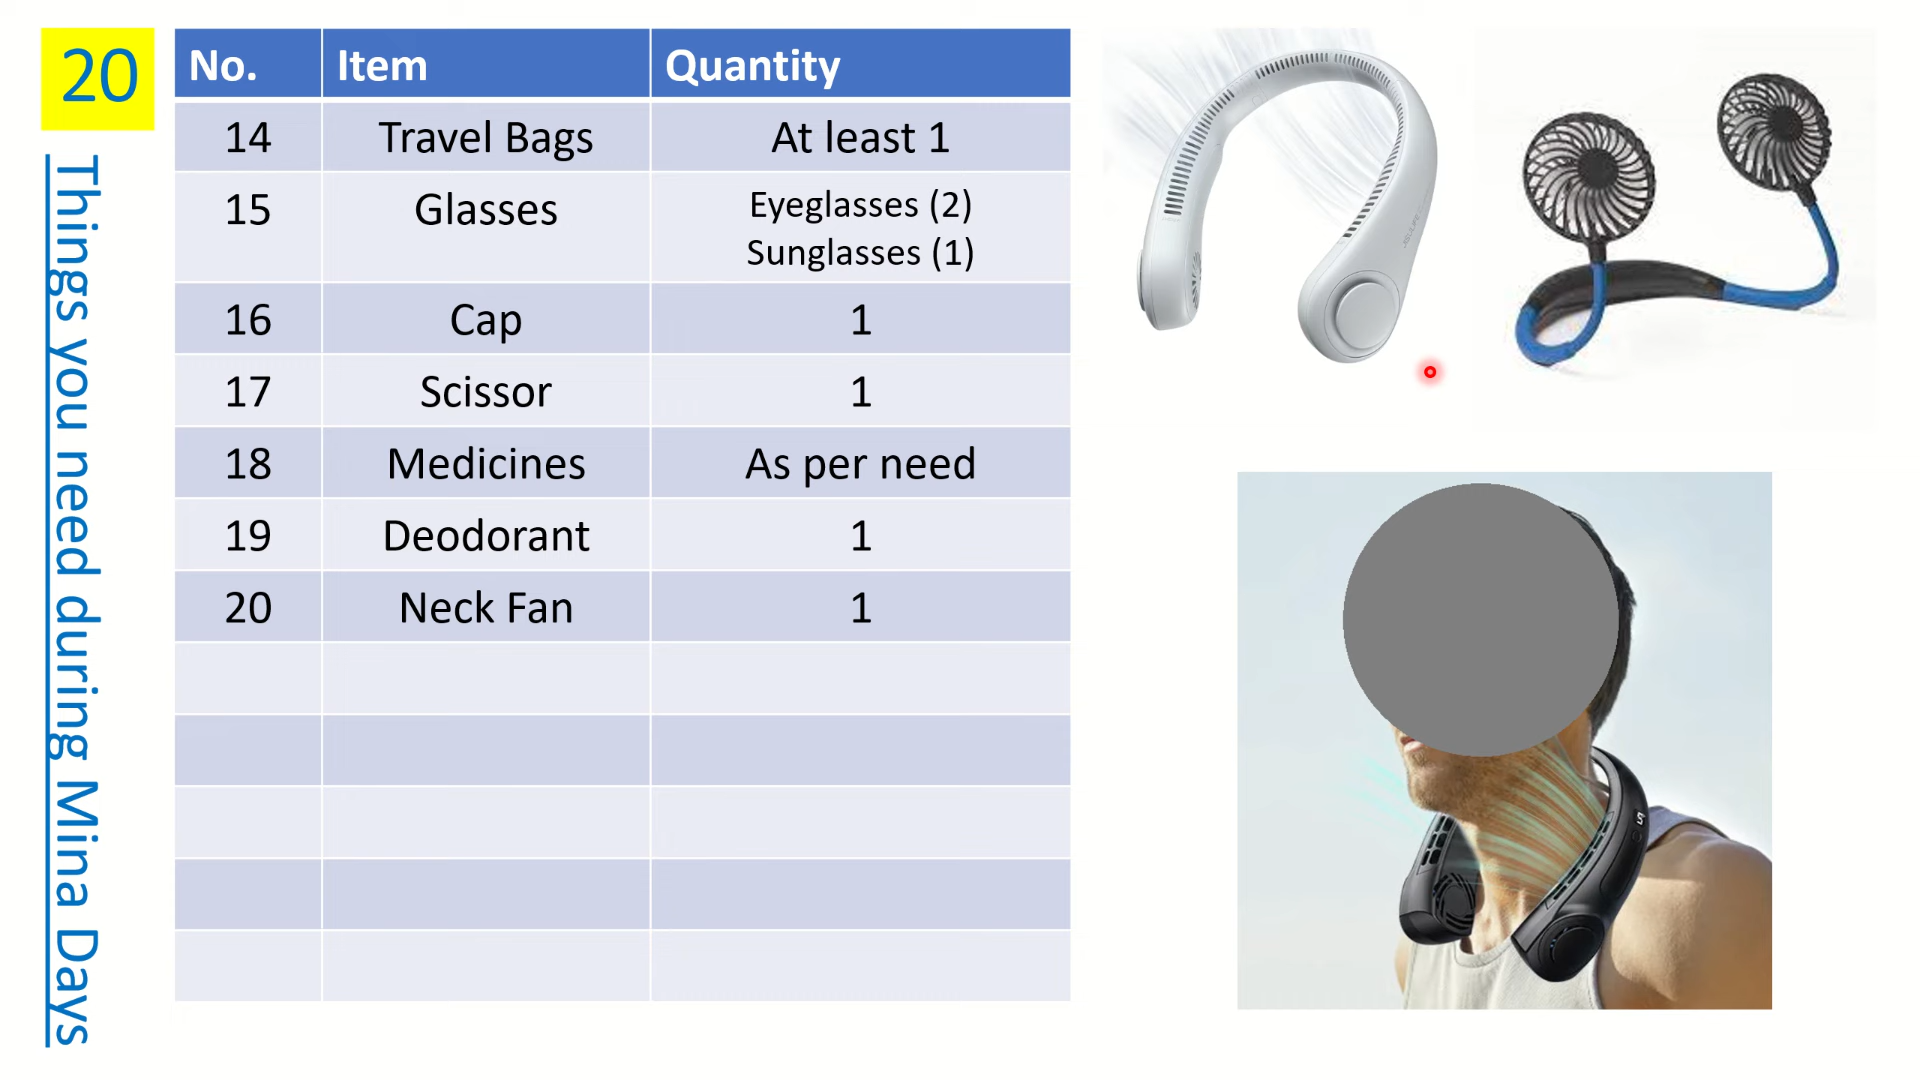 20
Things you need during Mina Days
No. Item Quantity
14 Travel Bags At least 1
15 Glasses Eyeglasses (2)
Sunglasses (1)
16 Cap 1
17 Scissor 1
18 Medicines As per need
19 Deodorant 1
20 Neck Fan 1
JISULIFE